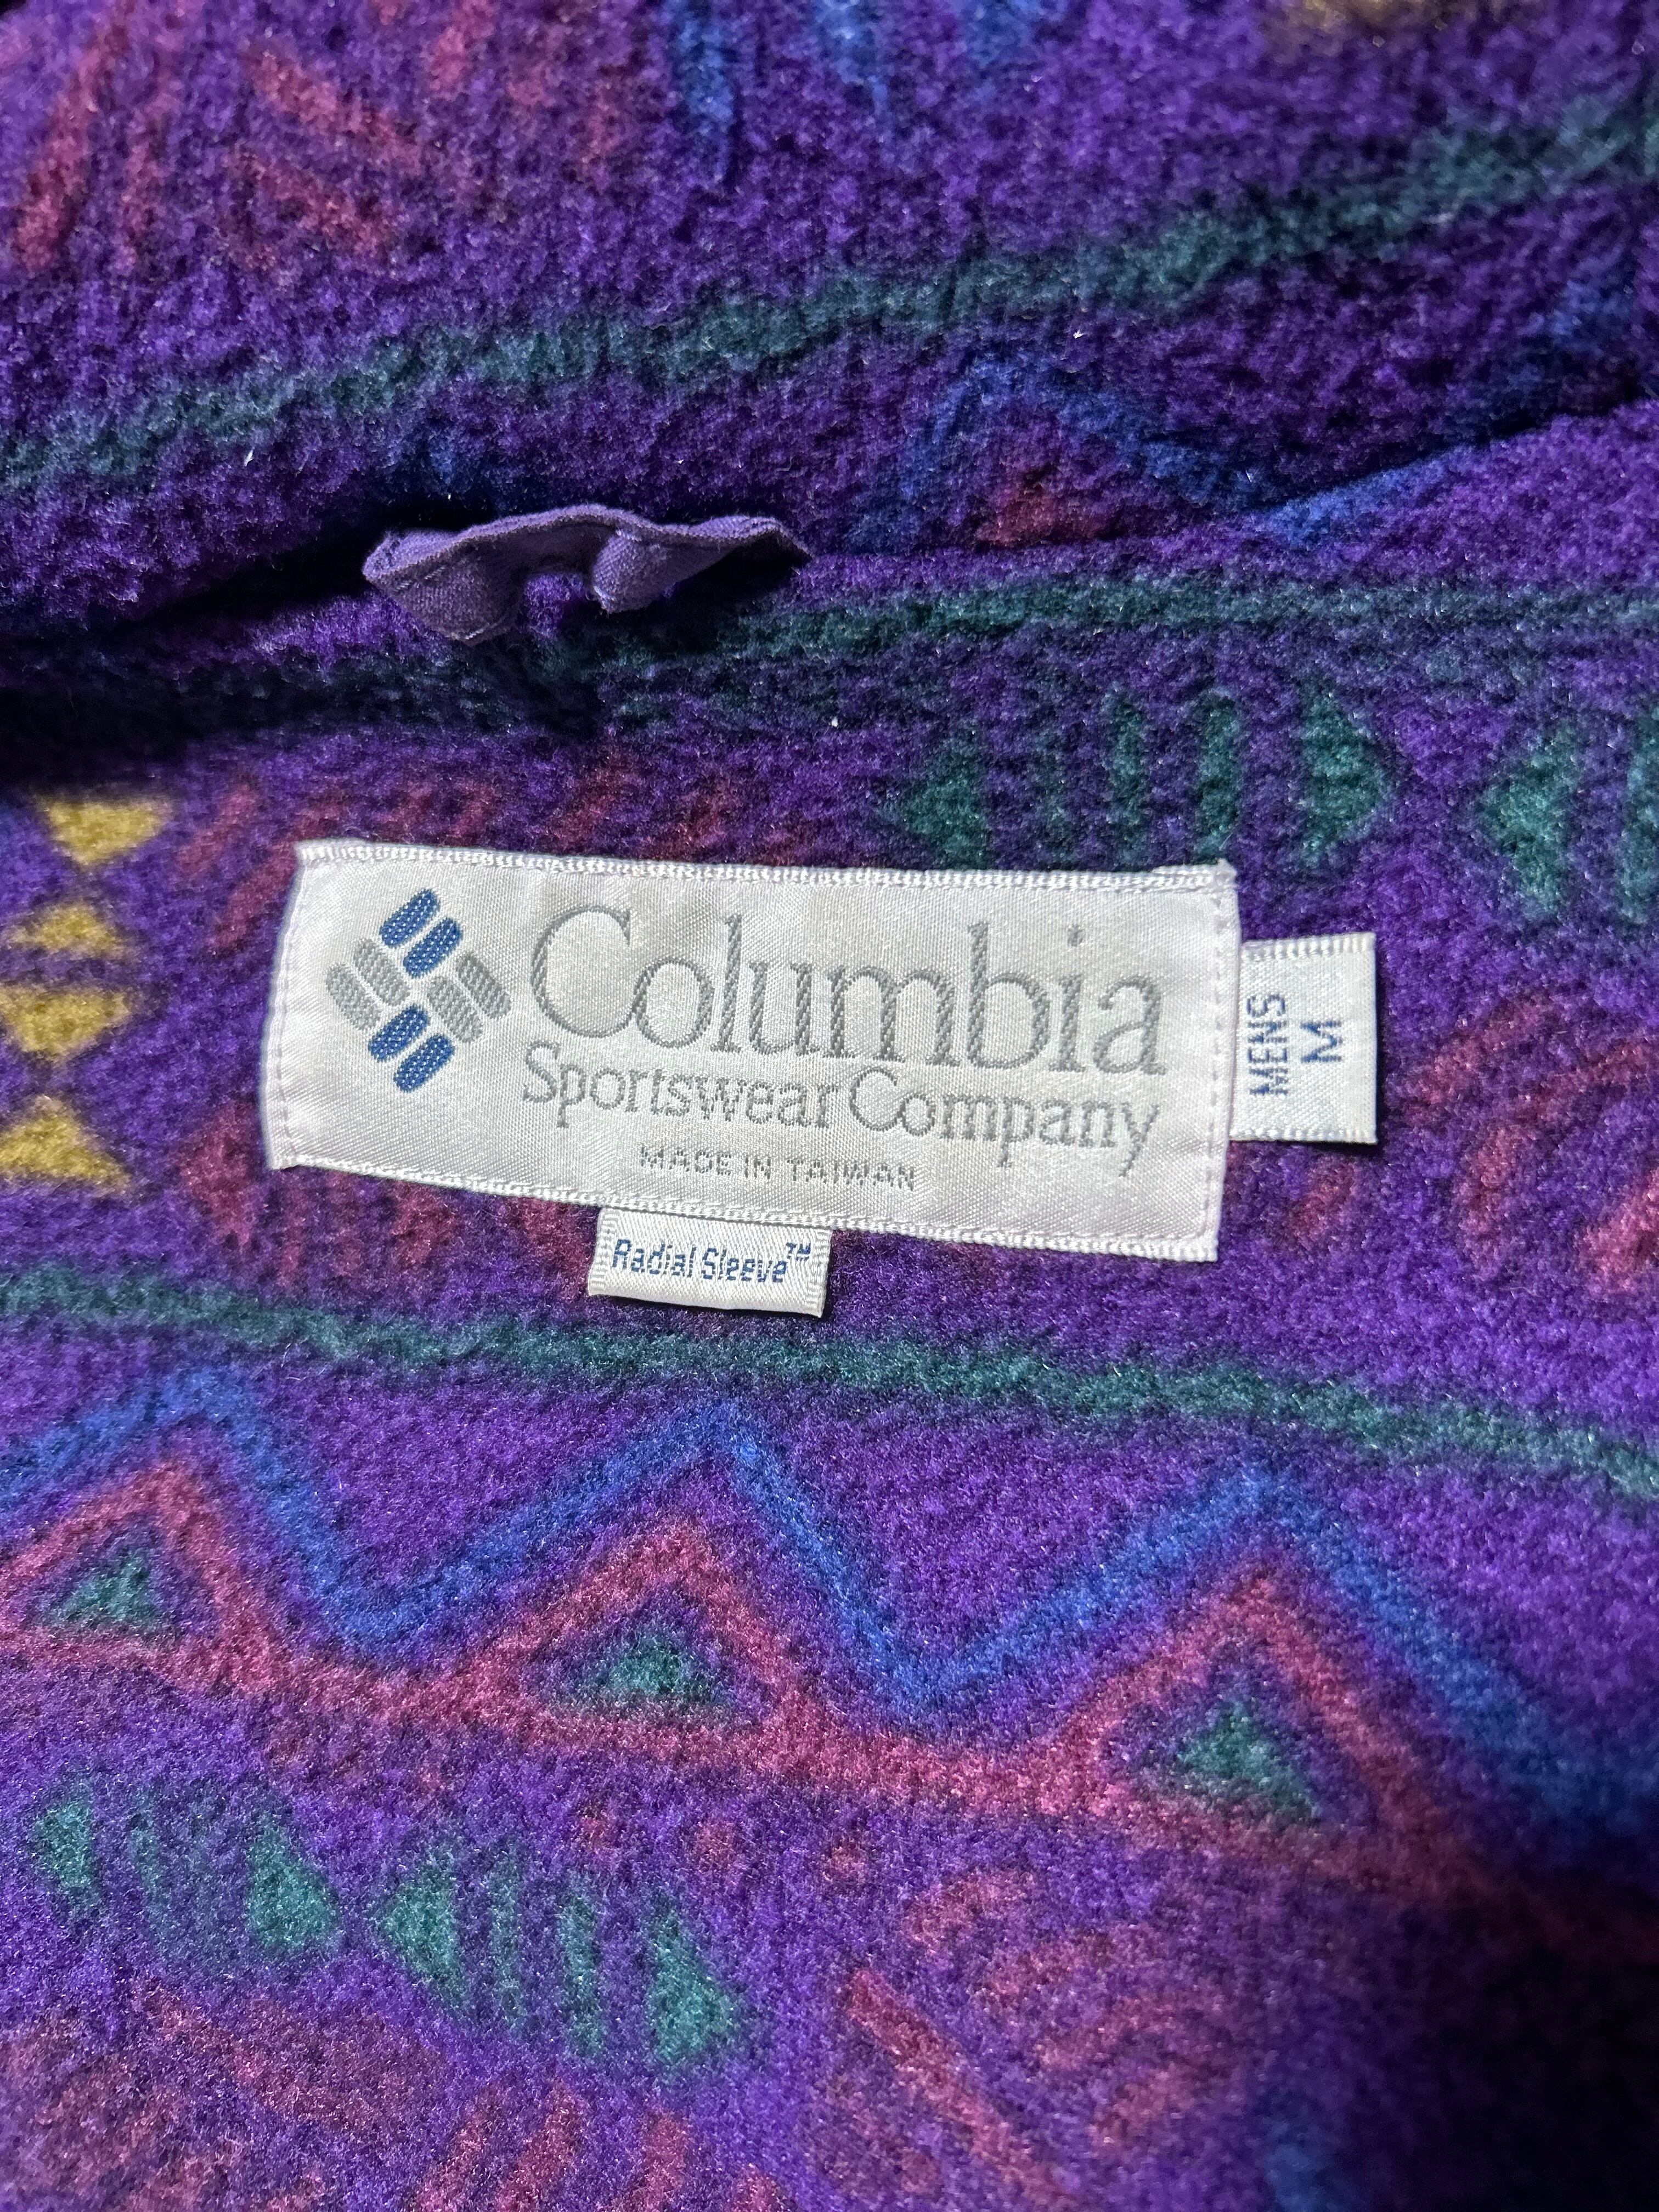 Columbia
Sportswear Company
MADE IN TAIWAN
MENS
M
Radial Sleeve™